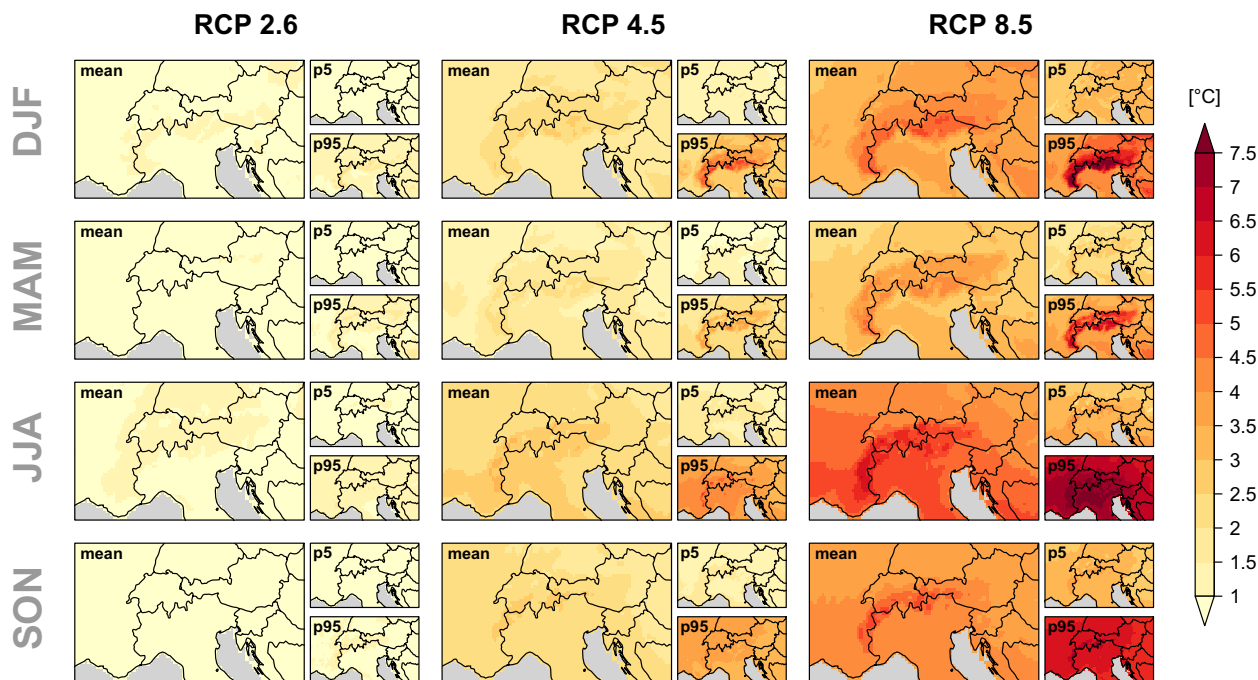 RCP 2.6 RCP 4.5 RCP 8.5
DJF
mean p5 mean p5 mean p5
p95 p95 p95
MAM
mean p5 mean p5 mean p5
p95 p95 p95
JJA
mean p5 mean p5 mean p5
p95 p95 p95
SON
mean p5 mean p5 mean p5
p95 p95 p95
[°C]
7.5
7
6.5
6
5.5
5
4.5
4
3.5
3
2.5
2
1.5
1